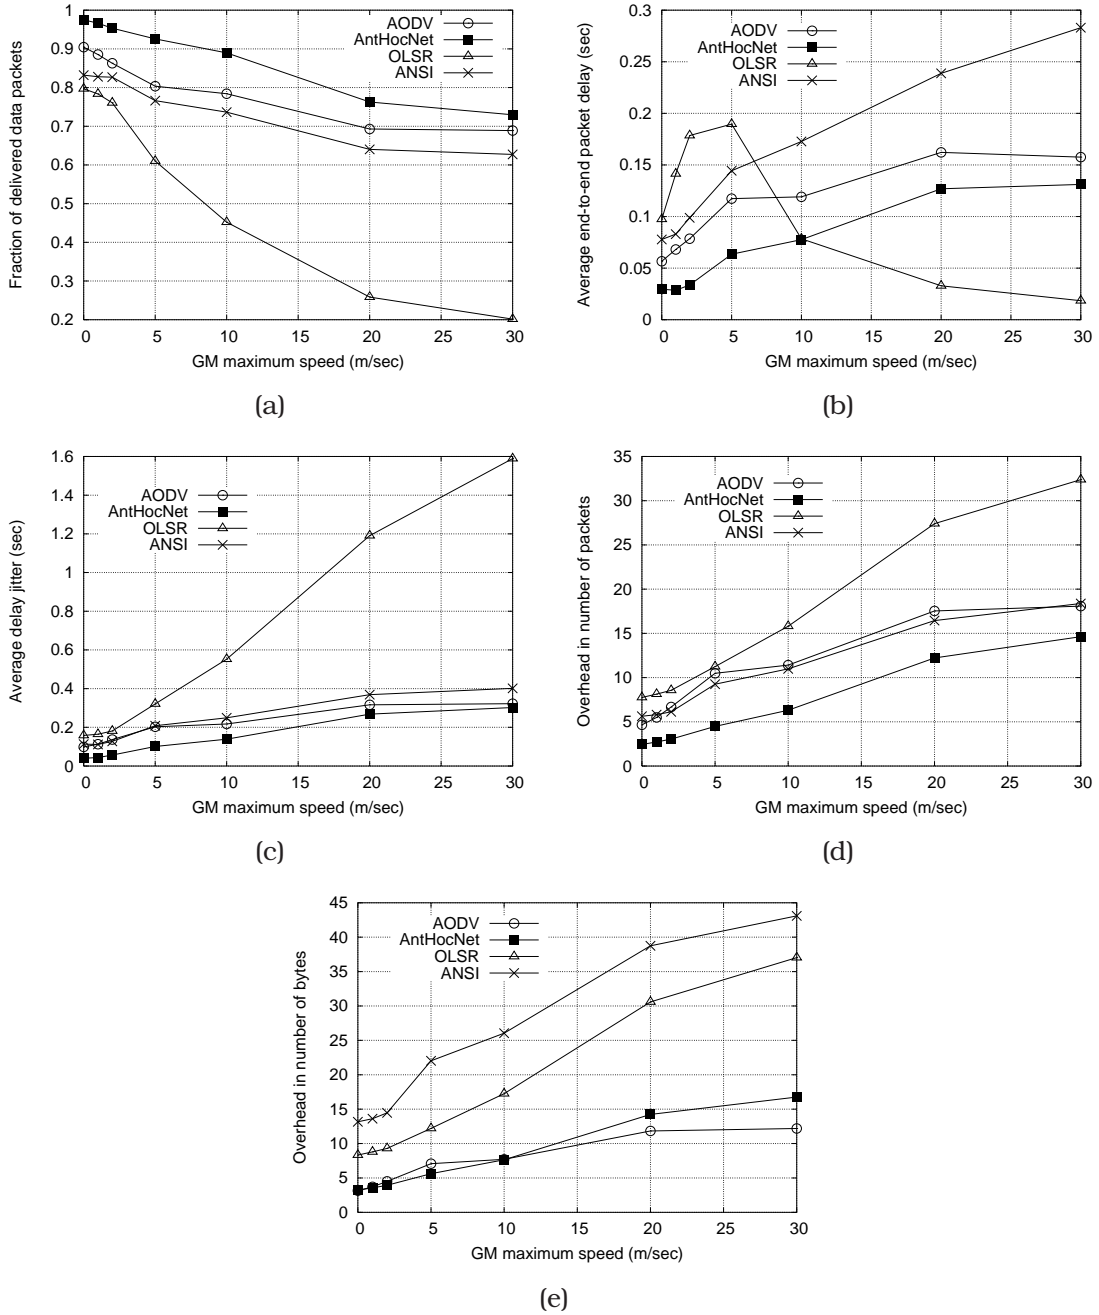 1
0.9
0.8
0.7
0.6
0.5
0.4
0.3
0.2
0 5 10 15 20 25 30
Fraction of delivered data packets
GM maximum speed (m/sec)
AODV
AntHocNet
OLSR
ANSI
(a)
0.3
0.25
0.2
0.15
0.1
0.05
0
0 5 10 15 20 25 30
Average end-to-end packet delay (sec)
GM maximum speed (m/sec)
AODV
AntHocNet
OLSR
ANSI
(b)
1.6
1.4
1.2
1
0.8
0.6
0.4
0.2
0
0 5 10 15 20 25 30
Average delay jitter (sec)
GM maximum speed (m/sec)
AODV
AntHocNet
OLSR
ANSI
(c)
35
30
25
20
15
10
5
0
0 5 10 15 20 25 30
Overhead in number of packets
GM maximum speed (m/sec)
AODV
AntHocNet
OLSR
ANSI
(d)
45
40
35
30
25
20
15
10
5
0
0 5 10 15 20 25 30
Overhead in number of bytes
GM maximum speed (m/sec)
AODV
AntHocNet
OLSR
ANSI
(e)